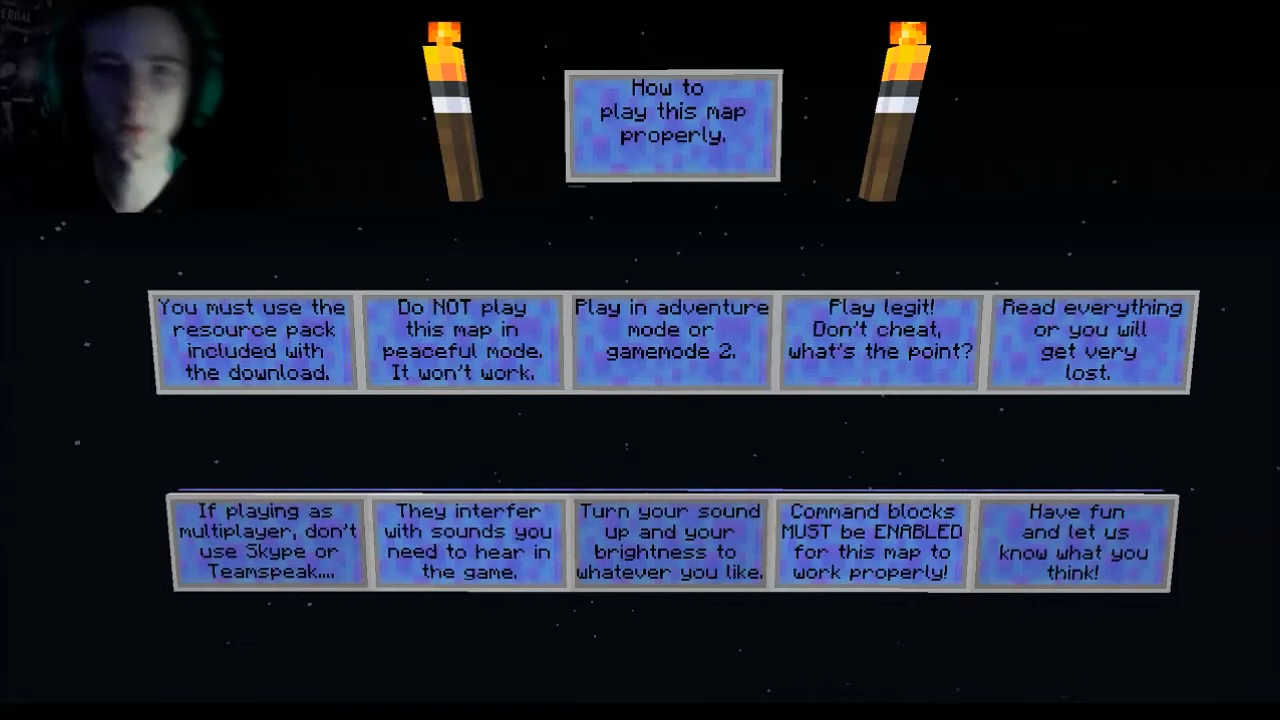 How to
play this map
properly.
You must use the
resource pack
included with
the download.
Do NOT play
this map in
peaceful mode.
It won't work.
Play in adventure
mode or
gamemode 2.
Play legit!
Don't cheat,
what's the point?
Read everything
or you will
get very
lost.
If playing as
multiplayer, don't
use Skype or
Teamspeak....
They interfer
with sounds you
need to hear in
the game.
Turn your sound
up and your
brightness to
whatever you like.
Command blocks
MUST be ENABLED
for this map to
work properly!
Have fun
and let us
know what you
think!